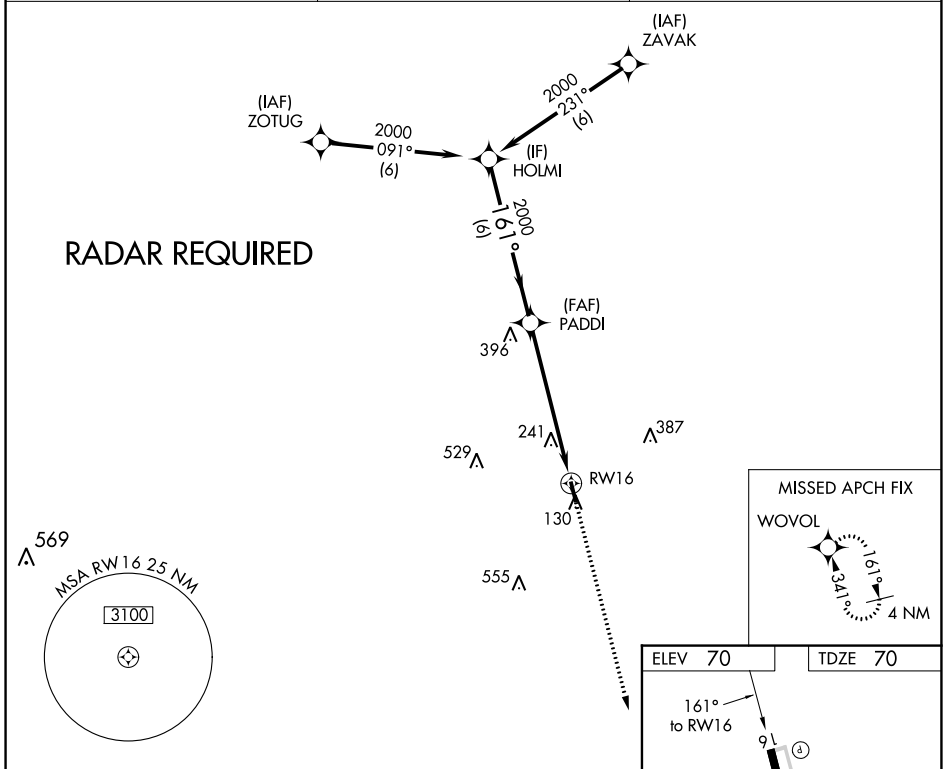 (IAF)
ZAVAK
2000
231°
(6)
(IAF)
ZOTUG
2000
091°
(6)
(IF)
HOLMI
2000
161°
(6)
RADAR REQUIRED
(FAF)
PADDI
396
241
387
529
RW16
130
MISSED APCH FIX
WOVOL
161°
341°
4 NM
569
MSA RW16 25 NM
3100
555
ELEV 70
TDZE 70
161°
to RW16
16
P